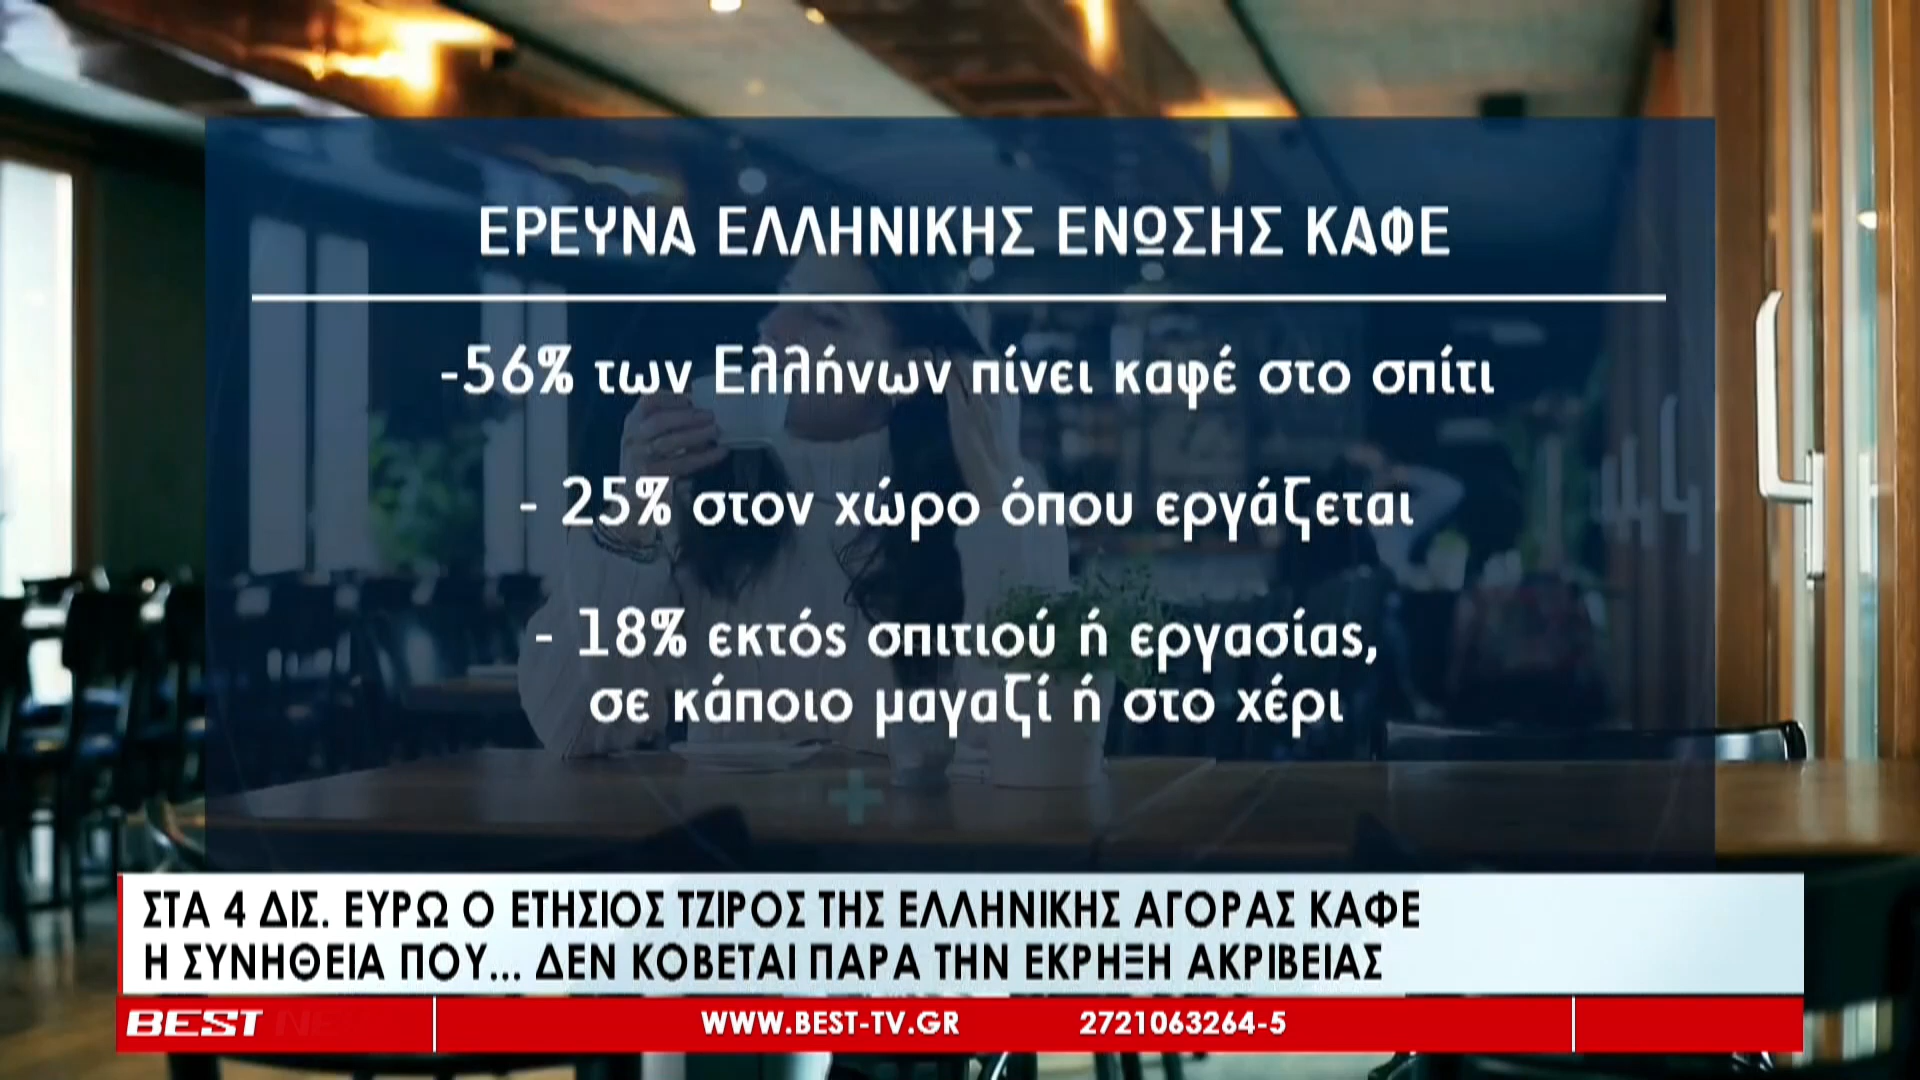 ΕΡΕΥΝΑ ΕΛΛΗΝΙΚΗΣ ΕΝΩΣΗΣ ΚΑΦΕ
-56% των Ελλήνων πίνει καφέ στο σπίτι
- 25% στον χώρο όπου εργάζεται
- 18% εκτός σπιτιού ή εργασίας,
σε κάποιο μαγαζί ή στο χέρι
ΣΤΑ 4 ΔΙΣ. ΕΥΡΩ Ο ΕΤΗΣΙΟΣ ΤΖΙΡΟΣ ΤΗΣ ΕΛΛΗΝΙΚΗΣ ΑΓΟΡΑΣ ΚΑΦΕ
Η ΣΥΝΗΘΕΙΑ ΠΟΥ... ΔΕΝ ΚΟΒΕΤΑΙ ΠΑΡΑ ΤΗΝ ΕΚΡΗΞΗ ΑΚΡΙΒΕΙΑΣ
BEST WWW.BEST-TV.GR 2721063264-5